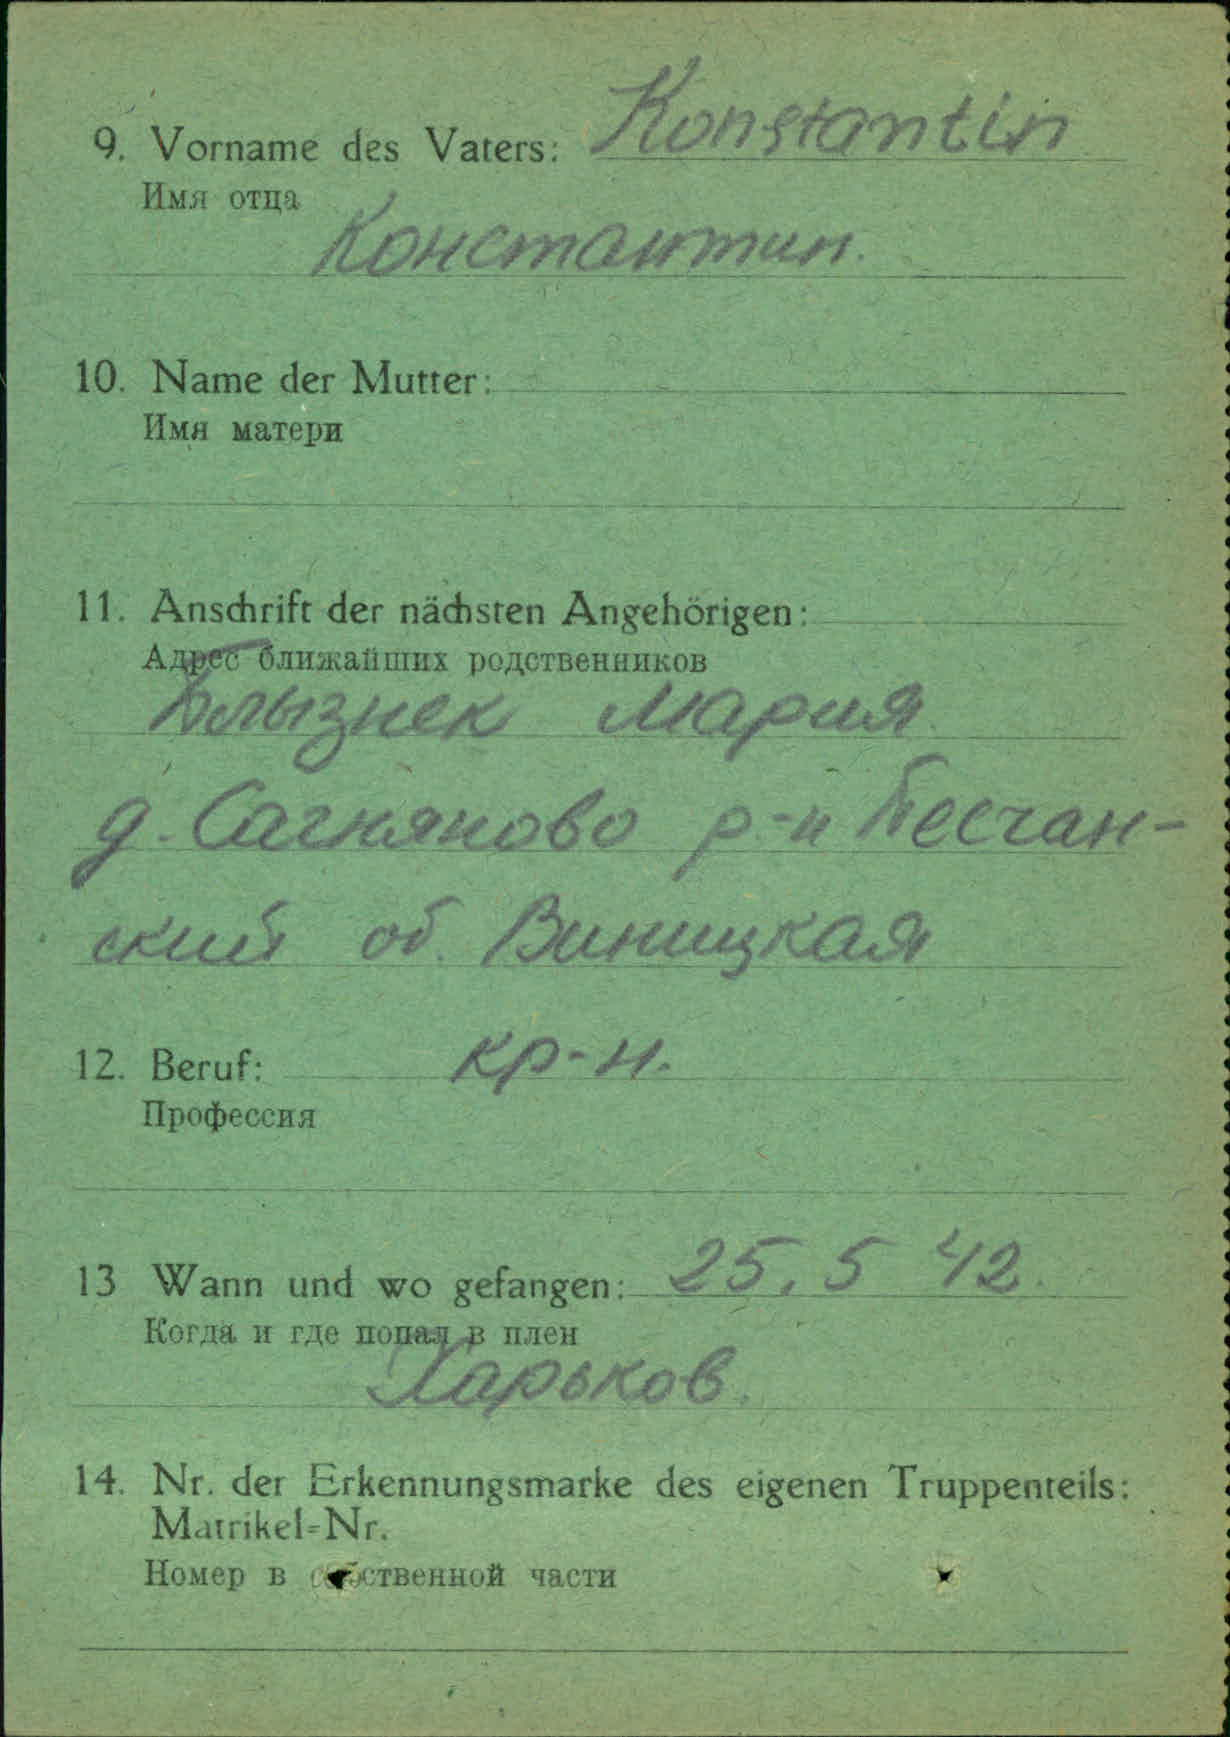 9. Vorname des Vaters: Konstantin
Имя отца
Константин.
10. Name der Mutter:
Имя матери
11. Anschrift der nächsten Angehörigen:
Адрес ближайших родственников
Блызнек Мария
д. Сагняково р-н Песчан-
ский об. Виницкая
12. Beruf: кр-н.
Профессия
13 Wann und wo gefangen: 25. 5 42.
Когда и где попал в плен
Харьков.
14. Nr. der Erkennungsmarke des eigenen Truppenteils:
Matrikel=Nr.
Номер в собственной части